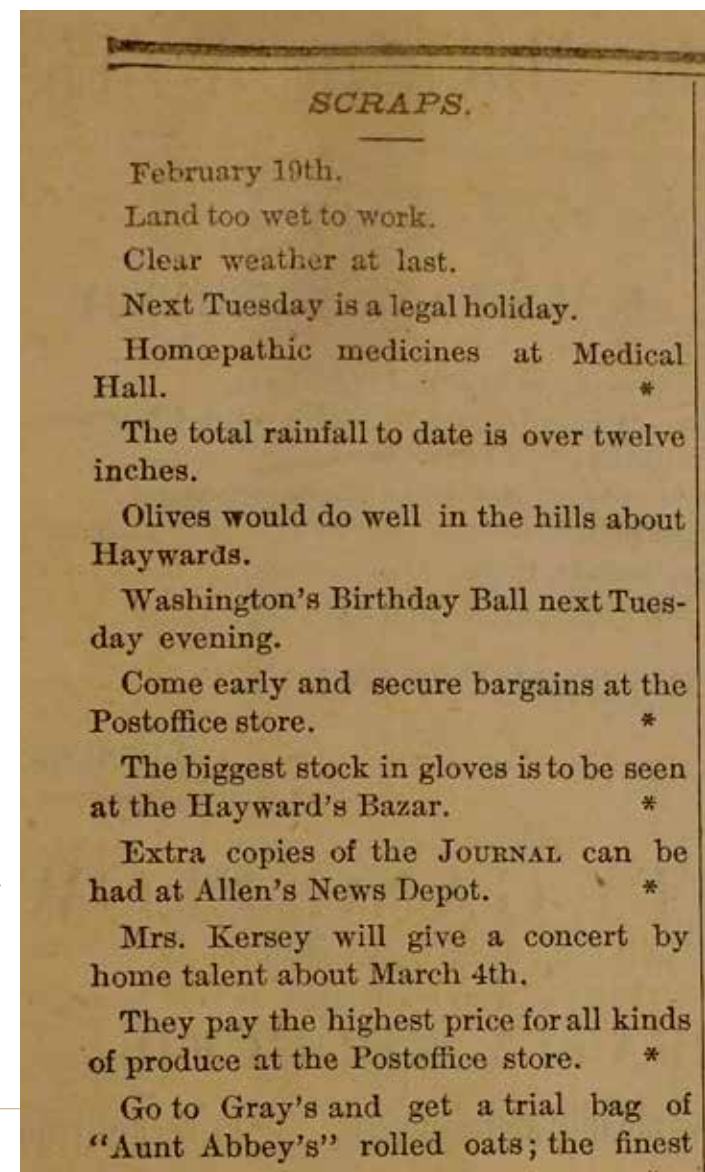 SCRAPS.
February 19th.
Land too wet to work.
Clear weather at last.
Next Tuesday is a legal holiday.
Homœpathic medicines at Medical
Hall. *
The total rainfall to date is over twelve
inches.
Olives would do well in the hills about
Haywards.
Washington's Birthday Ball next Tues-
day evening.
Come early and secure bargains at the
Postoffice store. *
The biggest stock in gloves is to be seen
at the Hayward's Bazar. *
Extra copies of the JOURNAL can be
had at Allen's News Depot. *
Mrs. Kersey will give a concert by
home talent about March 4th.
They pay the highest price for all kinds
of produce at the Postoffice store. *
Go to Gray's and get a trial bag of
"Aunt Abbey's" rolled oats; the finest